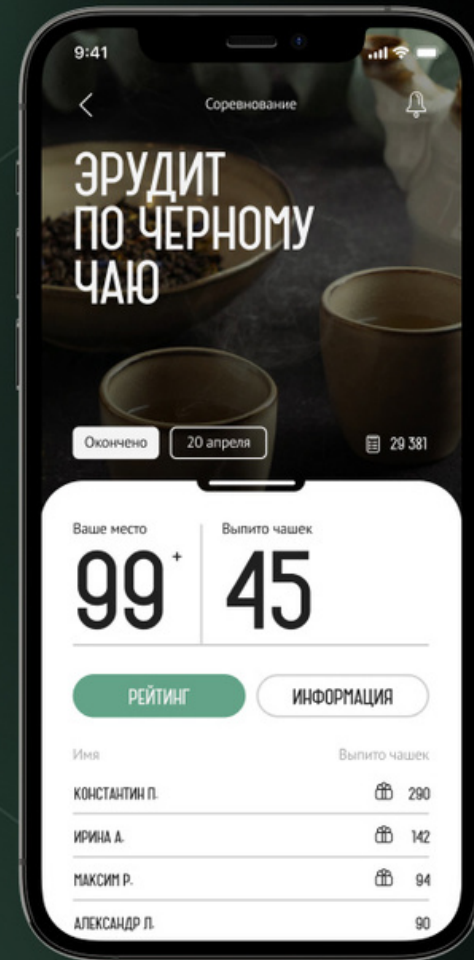 9:41
Соревнование
ЭРУДИТ
ПО ЧЕРНОМУ
ЧАЮ
Окончено 20 апреля 29 381
Ваше место Выпито чашек
99+ 45
РЕЙТИНГ ИНФОРМАЦИЯ
Имя Выпито чашек
КОНСТАНТИН П. 290
ИРИНА А. 142
МАКСИМ Р. 94
АЛЕКСАНДР Л. 90